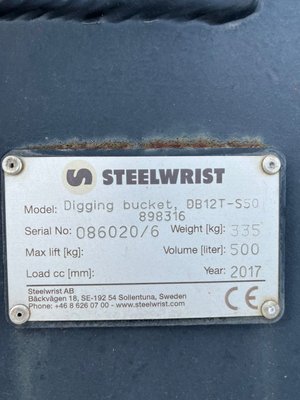 STEELWRIST
Model: Digging bucket, DB12T-S50
898316
Serial No: 086020/6 Weight [kg]: 335
Max lift [kg]: Volume [liter]: 500
Load cc [mm]: Year: 2017
Steelwrist AB
Bäckvägen 18, SE-192 54 Sollentuna, Sweden
Phone: +46 8 626 07 00 - www.steelwrist.com
CE